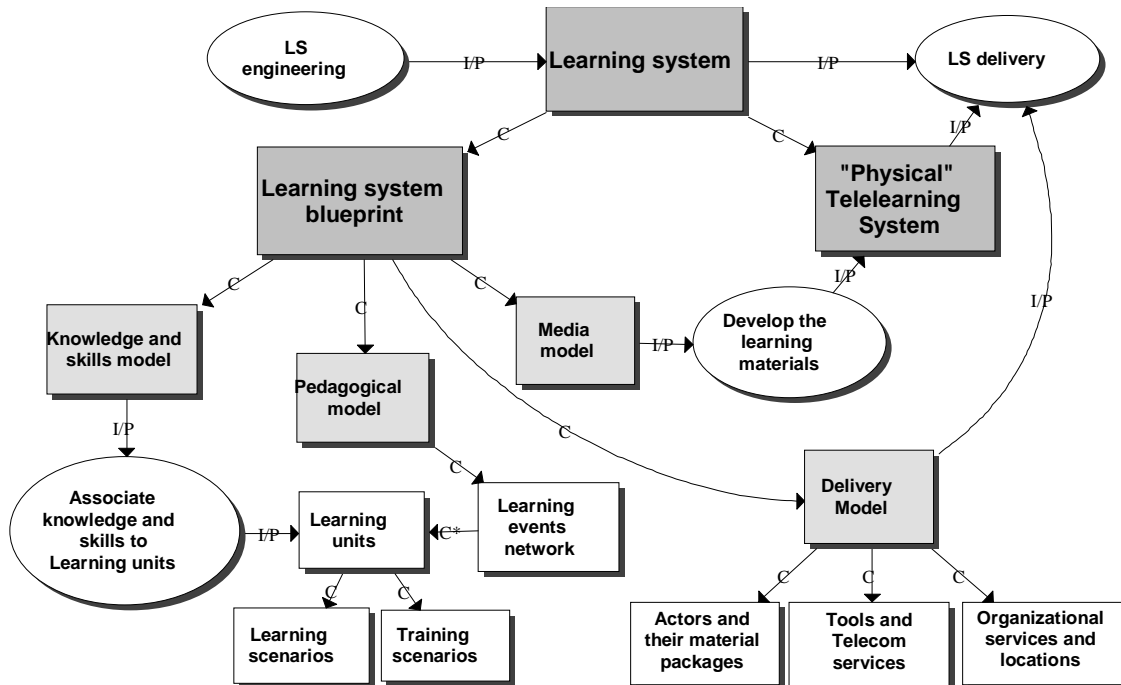 LS
engineering
I/P
Learning system
I/P
LS delivery
C
C
I/P
Learning system
blueprint
"Physical"
Telelearning
System
C
C
C
I/P
Knowledge and
skills model
Media
model
I/P
Develop the
learning
materials
I/P
Pedagogical
model
I/P
C
C
Associate
knowledge and
skills to
Learning units
I/P
Learning
units
C*
Learning
events
network
Delivery
Model
C
C
C
C
C
Learning
scenarios
Training
scenarios
Actors and
their material
packages
Tools and
Telecom
services
Organizational
services and
locations